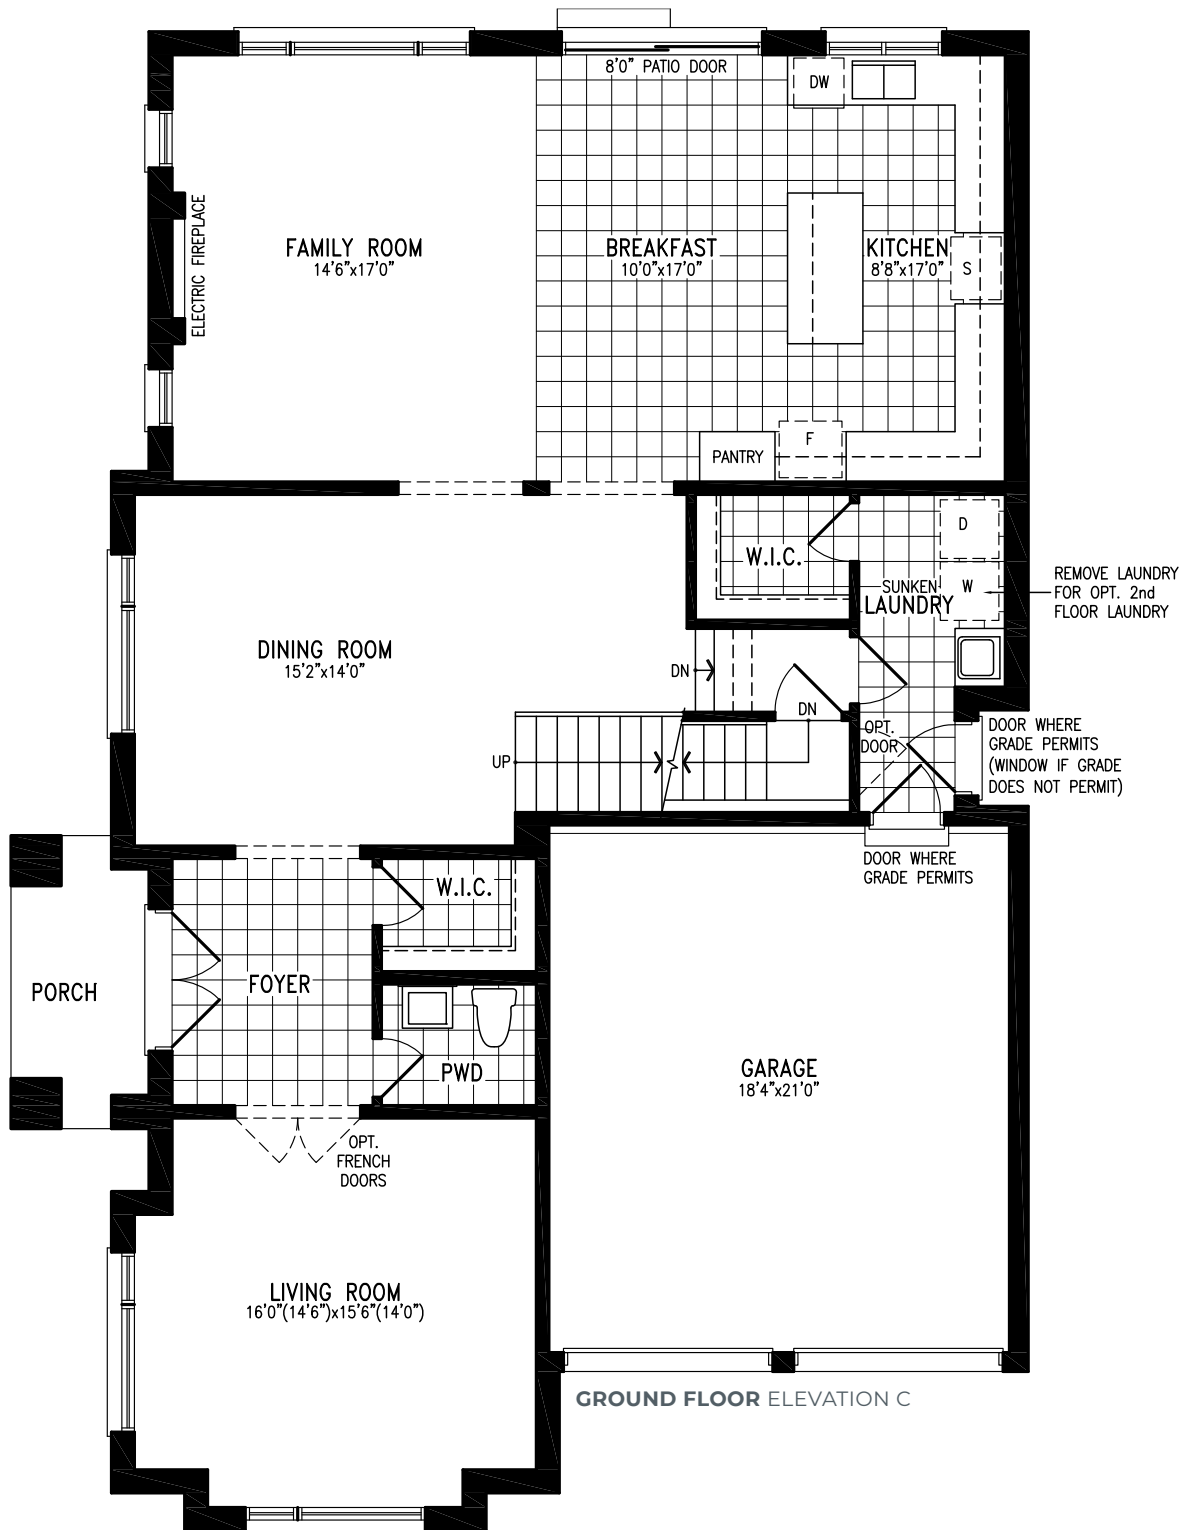 8'0" PATIO DOOR
DW
ELECTRIC FIREPLACE
FAMILY ROOM
14'6"x17'0"
BREAKFAST
10'0"x17'0"
KITCHEN
8'8"x17'0"
S
F
PANTRY
W.I.C.
D
W
SUNKEN
LAUNDRY
REMOVE LAUNDRY
FOR OPT. 2nd
FLOOR LAUNDRY
DINING ROOM
15'2"x14'0"
DN
DN
UP
OPT.
DOOR
DOOR WHERE
GRADE PERMITS
(WINDOW IF GRADE
DOES NOT PERMIT)
DOOR WHERE
GRADE PERMITS
W.I.C.
FOYER
PORCH
PWD
GARAGE
18'4"x21'0"
OPT.
FRENCH
DOORS
LIVING ROOM
16'0"(14'6")x15'6"(14'0")
GROUND FLOOR ELEVATION C